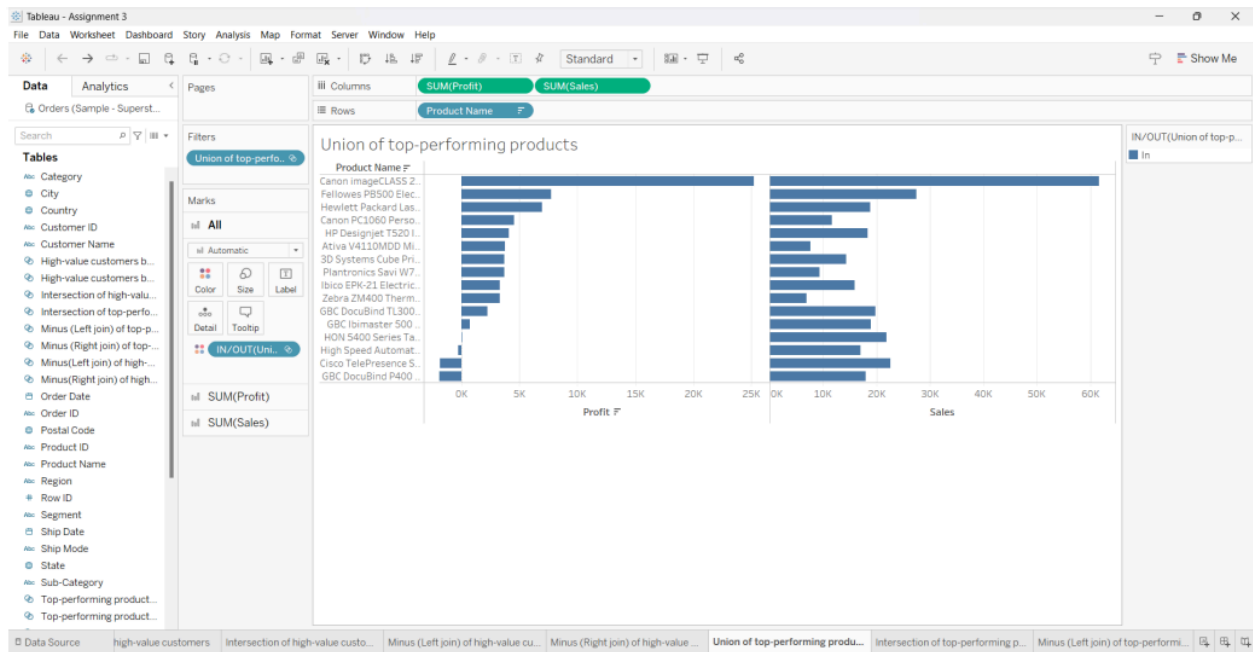 Tableau - Assignment 3
File Data Worksheet Dashboard Story Analysis Map Format Server Window Help
Standard
Show Me
Data Analytics
Orders (Sample - Superst...
Search
Tables
Abc Category
City
Country
Abc Customer ID
Abc Customer Name
High-value customers b...
High-value customers b...
Intersection of high-valu...
Intersection of top-perfo...
Minus (Left join) of top-p...
Minus (Right join) of top-...
Minus(Left join) of high-...
Minus(Right join) of high...
Order Date
Abc Order ID
Postal Code
Abc Product ID
Abc Product Name
Abc Region
# Row ID
Abc Segment
Ship Date
Abc Ship Mode
State
Abc Sub-Category
Top-performing product...
Top-performing product...
Pages
Filters
Union of top-perfo..
Marks
All
Automatic
Color Size Label
Detail Tooltip
IN/OUT(Uni..
SUM(Profit)
SUM(Sales)
Columns SUM(Profit) SUM(Sales)
Rows Product Name
Union of top-performing products
Product Name
Canon imageCLASS 2..
Fellowes PB500 Elec..
Hewlett Packard Las..
Canon PC1060 Perso..
HP Designjet T520 I..
Ativa V4110MDD Mi..
3D Systems Cube Pri..
Plantronics Savi W7..
Ibico EPK-21 Electric..
Zebra ZM400 Therm..
GBC DocuBind TL300..
GBC Ibimaster 500 ..
HON 5400 Series Ta..
High Speed Automat..
Cisco TelePresence S..
GBC DocuBind P400 ..
0K 5K 10K 15K 20K 25K 0K 10K 20K 30K 40K 50K 60K
Profit Sales
IN/OUT(Union of top-p...
In
Data Source high-value customers Intersection of high-value custo... Minus (Left join) of high-value cu... Minus (Right join) of high-value ... Union of top-performing produ... Intersection of top-performing p... Minus (Left join) of top-performi...